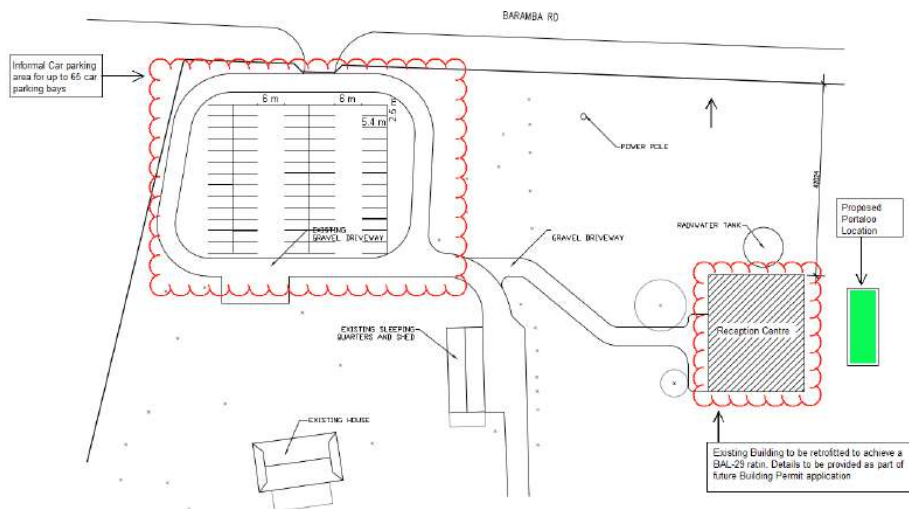 BARAMBA RD
Informal Car parking
area for up to 65 car
parking bays
6 m
6 m
2.5 m
5.4 m
POWER POLE
42024
Proposed
Portaloo
Location
RAINWATER TANK
EXISTING
GRAVEL DRIVEWAY
GRAVEL DRIVEWAY
Reception Centre
EXISTING SLEEPING
QUARTERS AND SHED
EXISTING HOUSE
Existing Building to be retrofitted to achieve a
BAL-29 ratin. Details to be provided as part of
future Building Permit application